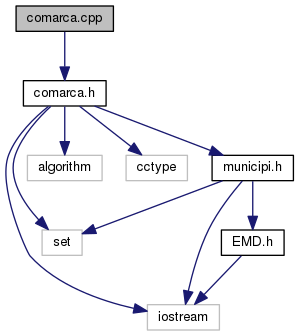 comarca.cpp
comarca.h
algorithm
cctype
municipi.h
set
EMD.h
iostream